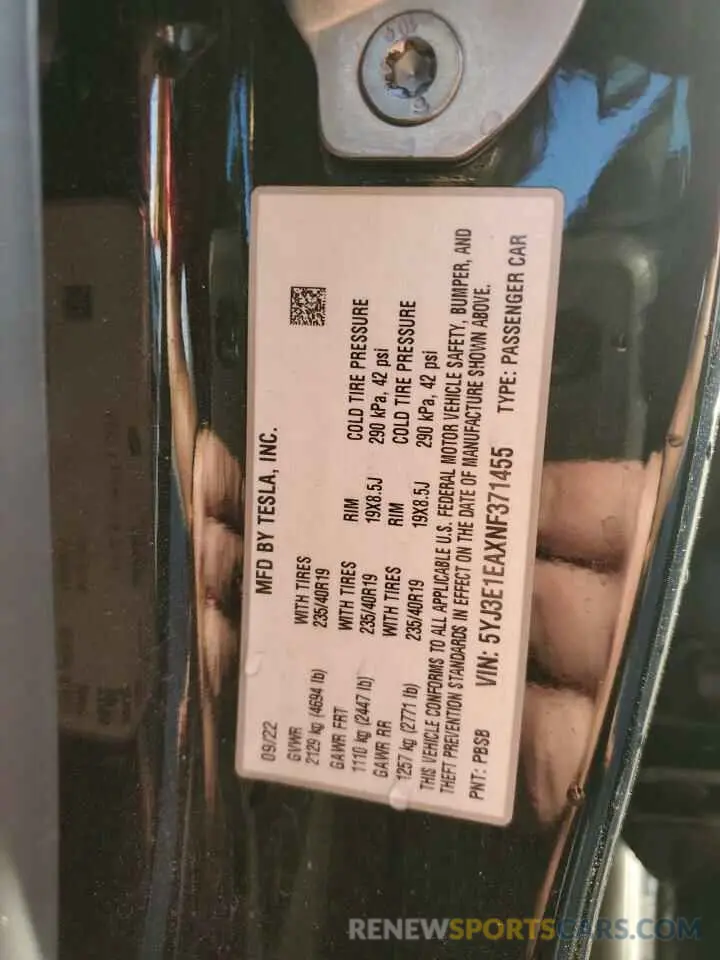 MFD BY TESLA, INC.
09/22
GVWR WITH TIRES
2129 kg (4694 lb) 235/40R19
GAWR FRT WITH TIRES RIM COLD TIRE PRESSURE
1110 kg (2447 lb) 235/40R19 19X8.5J 290 kPa, 42 psi
GAWR RR WITH TIRES RIM COLD TIRE PRESSURE
1257 kg (2771 lb) 235/40R19 19X8.5J 290 kPa, 42 psi
THIS VEHICLE CONFORMS TO ALL APPLICABLE U.S. FEDERAL MOTOR VEHICLE SAFETY, BUMPER, AND
THEFT PREVENTION STANDARDS IN EFFECT ON THE DATE OF MANUFACTURE SHOWN ABOVE.
PNT: PBSB VIN: 5YJ3E1EAXNF371455 TYPE: PASSENGER CAR
RENEWSPORTSCARS.COM